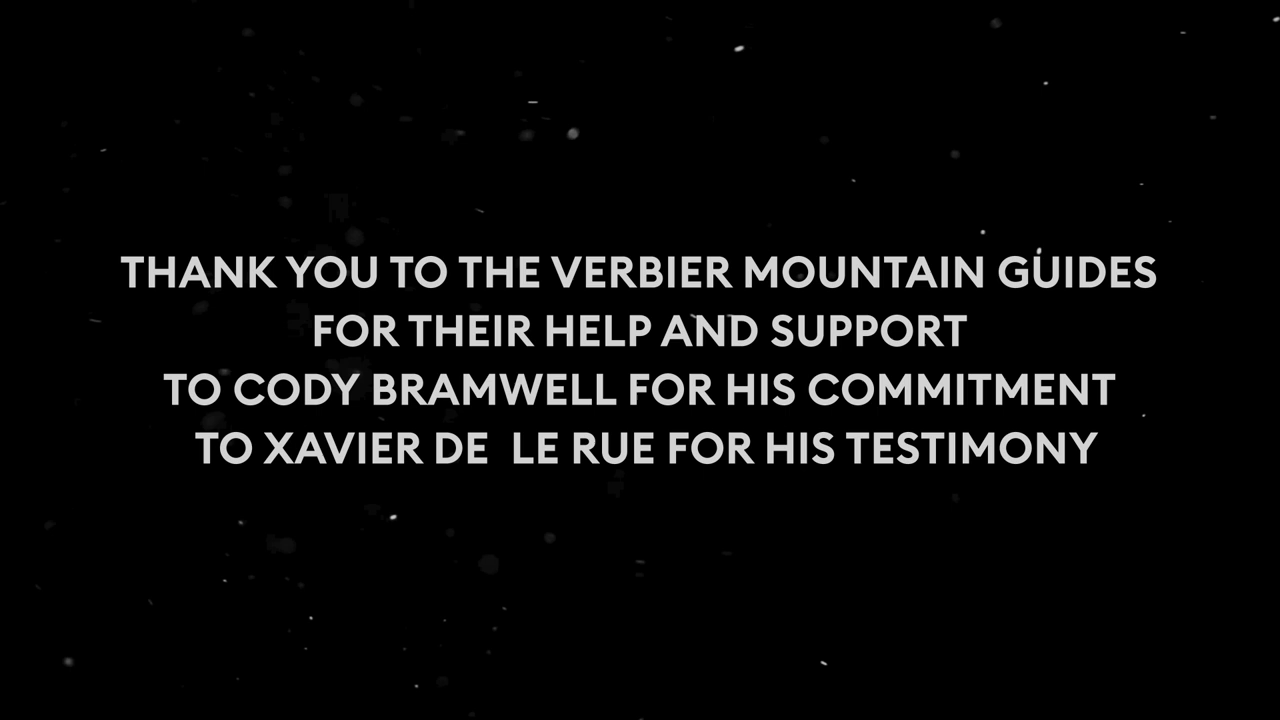 THANK YOU TO THE VERBIER MOUNTAIN GUIDES
FOR THEIR HELP AND SUPPORT
TO CODY BRAMWELL FOR HIS COMMITMENT
TO XAVIER DE  LE RUE FOR HIS TESTIMONY